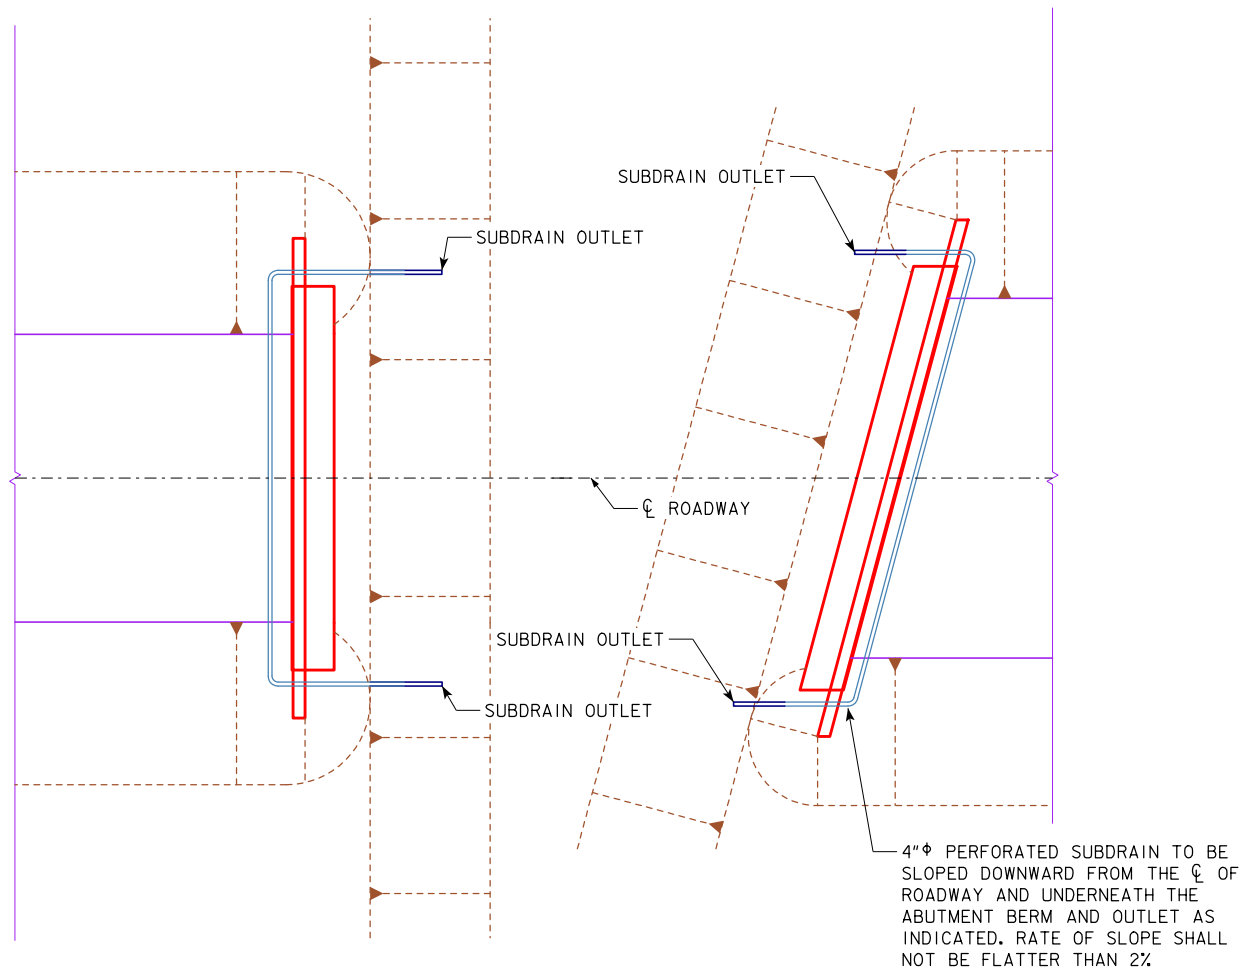 SUBDRAIN OUTLET
SUBDRAIN OUTLET
℄ ROADWAY
SUBDRAIN OUTLET
SUBDRAIN OUTLET
4"ϕ PERFORATED SUBDRAIN TO BE
SLOPED DOWNWARD FROM THE ℄ OF
ROADWAY AND UNDERNEATH THE
ABUTMENT BERM AND OUTLET AS
INDICATED. RATE OF SLOPE SHALL
NOT BE FLATTER THAN 2%